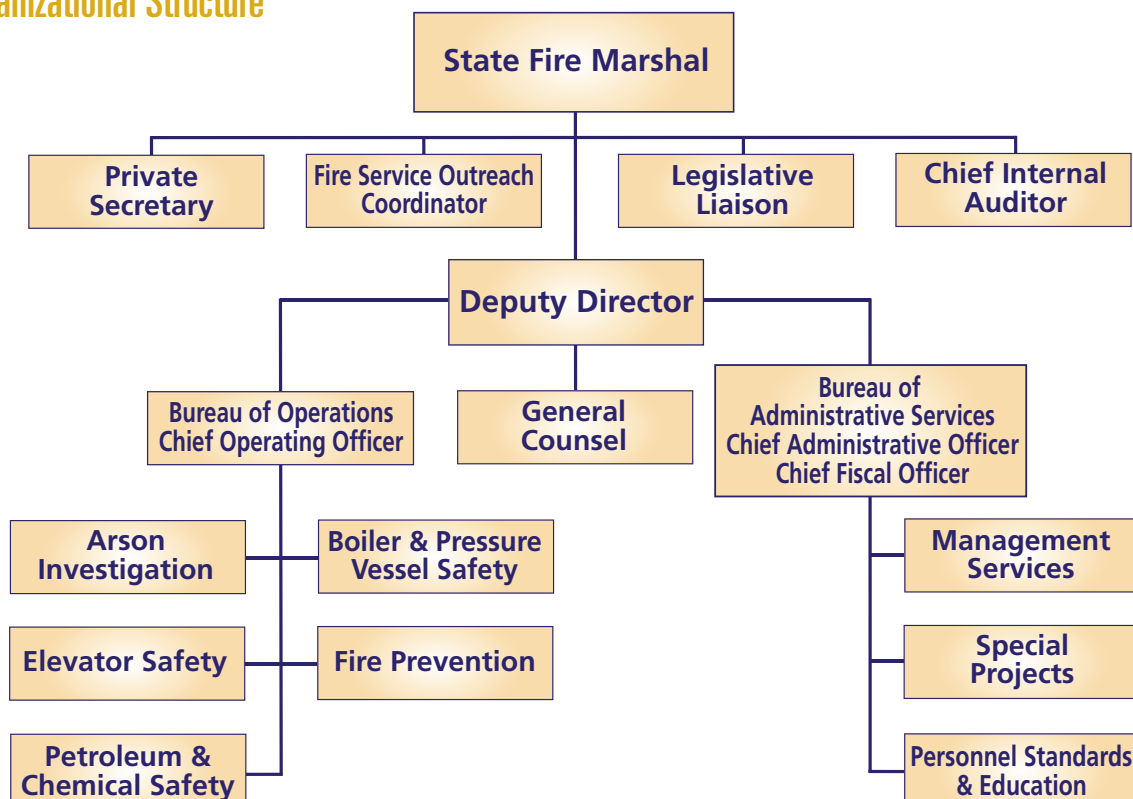 anizational Structure
State Fire Marshal
Private
Secretary
Fire Service Outreach
Coordinator
Legislative
Liaison
Chief Internal
Auditor
Deputy Director
Bureau of Operations
Chief Operating Officer
General
Counsel
Bureau of
Administrative Services
Chief Administrative Officer
Chief Fiscal Officer
Arson
Investigation
Boiler & Pressure
Vessel Safety
Management
Services
Elevator Safety
Fire Prevention
Special
Projects
Petroleum &
Chemical Safety
Personnel Standards
& Education